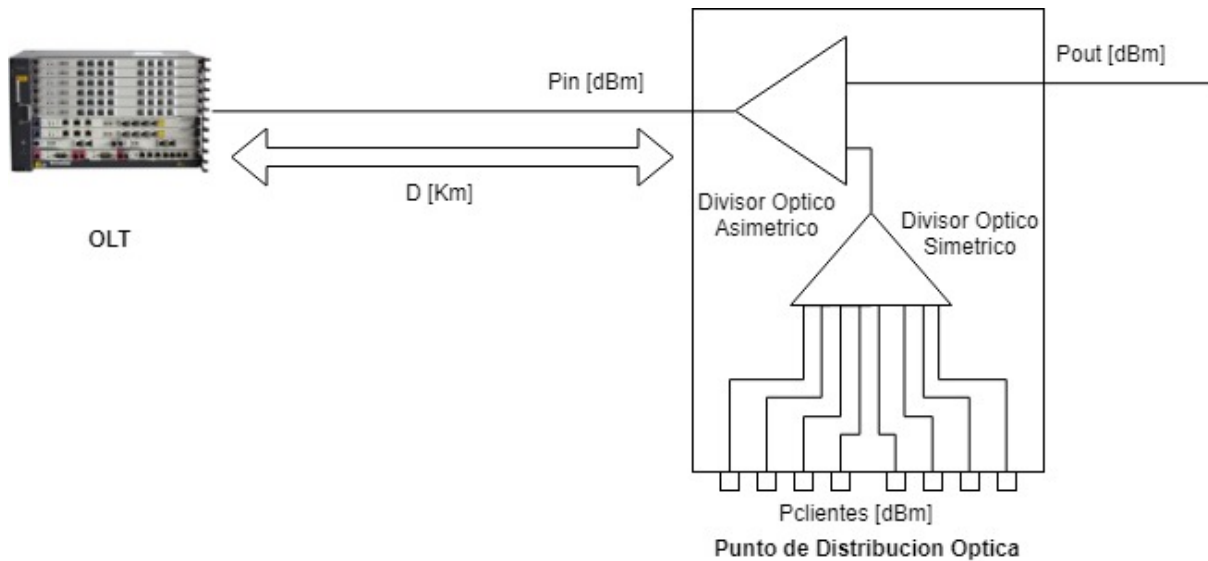 Pin [dBm]
Pout [dBm]
D [Km]
OLT
Divisor Optico
Asimetrico
Divisor Optico
Simetrico
Pclientes [dBm]
Punto de Distribucion Optica